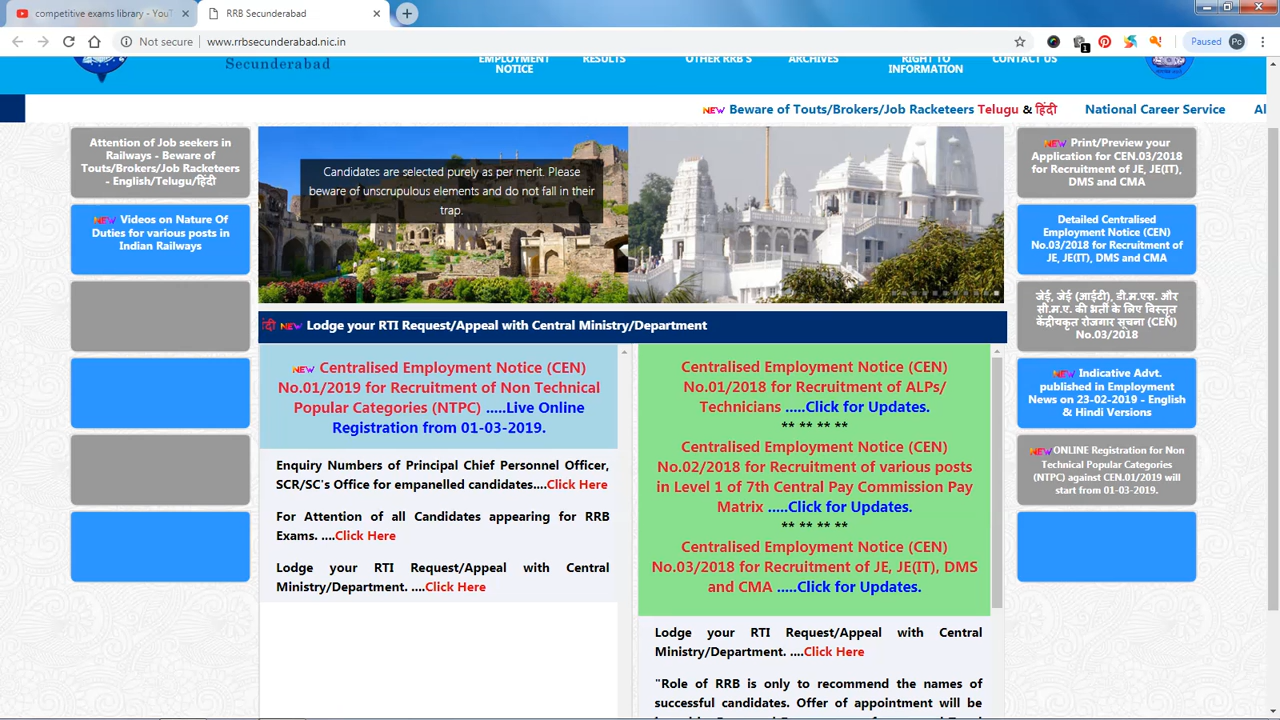 competitive exams library - YouT
RRB Secunderabad
Not secure
www.rrbsecunderabad.nic.in
1
Paused
Pc
Secunderabad
EMPLOYMENT
NOTICE
RESULTS
OTHER RRB'S
ARCHIVES
RIGHT TO
INFORMATION
CONTACT US
NEW Beware of Touts/Brokers/Job Racketeers Telugu & हिंदी
National Career Service
Al
Attention of Job seekers in
Railways - Beware of
Touts/Brokers/Job Racketeers
- English/Telugu/हिंदी
NEW Videos on Nature Of
Duties for various posts in
Indian Railways
Candidates are selected purely as per merit. Please
beware of unscrupulous elements and do not fall in their
trap.
NEW Print/Preview your
Application for CEN.03/2018
for Recruitment of JE, JE(IT),
DMS and CMA
Detailed Centralised
Employment Notice (CEN)
No.03/2018 for Recruitment of
JE, JE(IT), DMS and CMA
जेई, जेई (आईटी), डी.म.एस. और
सी.म.ए. की भर्ती के लिए विस्तृत
केंद्रीयकृत रोजगार सूचना (CEN)
No.03/2018
NEW Indicative Advt.
published in Employment
News on 23-02-2019 - English
& Hindi Versions
NEW ONLINE Registration for Non
Technical Popular Categories
(NTPC) against CEN.01/2019 will
start from 01-03-2019.
NEW Lodge your RTI Request/Appeal with Central Ministry/Department
NEW Centralised Employment Notice (CEN)
No.01/2019 for Recruitment of Non Technical
Popular Categories (NTPC) .....Live Online
Registration from 01-03-2019.
Enquiry Numbers of Principal Chief Personnel Officer,
SCR/SC's Office for empanelled candidates....Click Here
For Attention of all Candidates appearing for RRB
Exams. ....Click Here
Lodge your RTI Request/Appeal with Central
Ministry/Department. ....Click Here
Centralised Employment Notice (CEN)
No.01/2018 for Recruitment of ALPs/
Technicians .....Click for Updates.
** ** ** **
Centralised Employment Notice (CEN)
No.02/2018 for Recruitment of various posts
in Level 1 of 7th Central Pay Commission Pay
Matrix .....Click for Updates.
** ** ** **
Centralised Employment Notice (CEN)
No.03/2018 for Recruitment of JE, JE(IT), DMS
and CMA .....Click for Updates.
Lodge your RTI Request/Appeal with Central
Ministry/Department. ....Click Here
"Role of RRB is only to recommend the names of
successful candidates. Offer of appointment will be